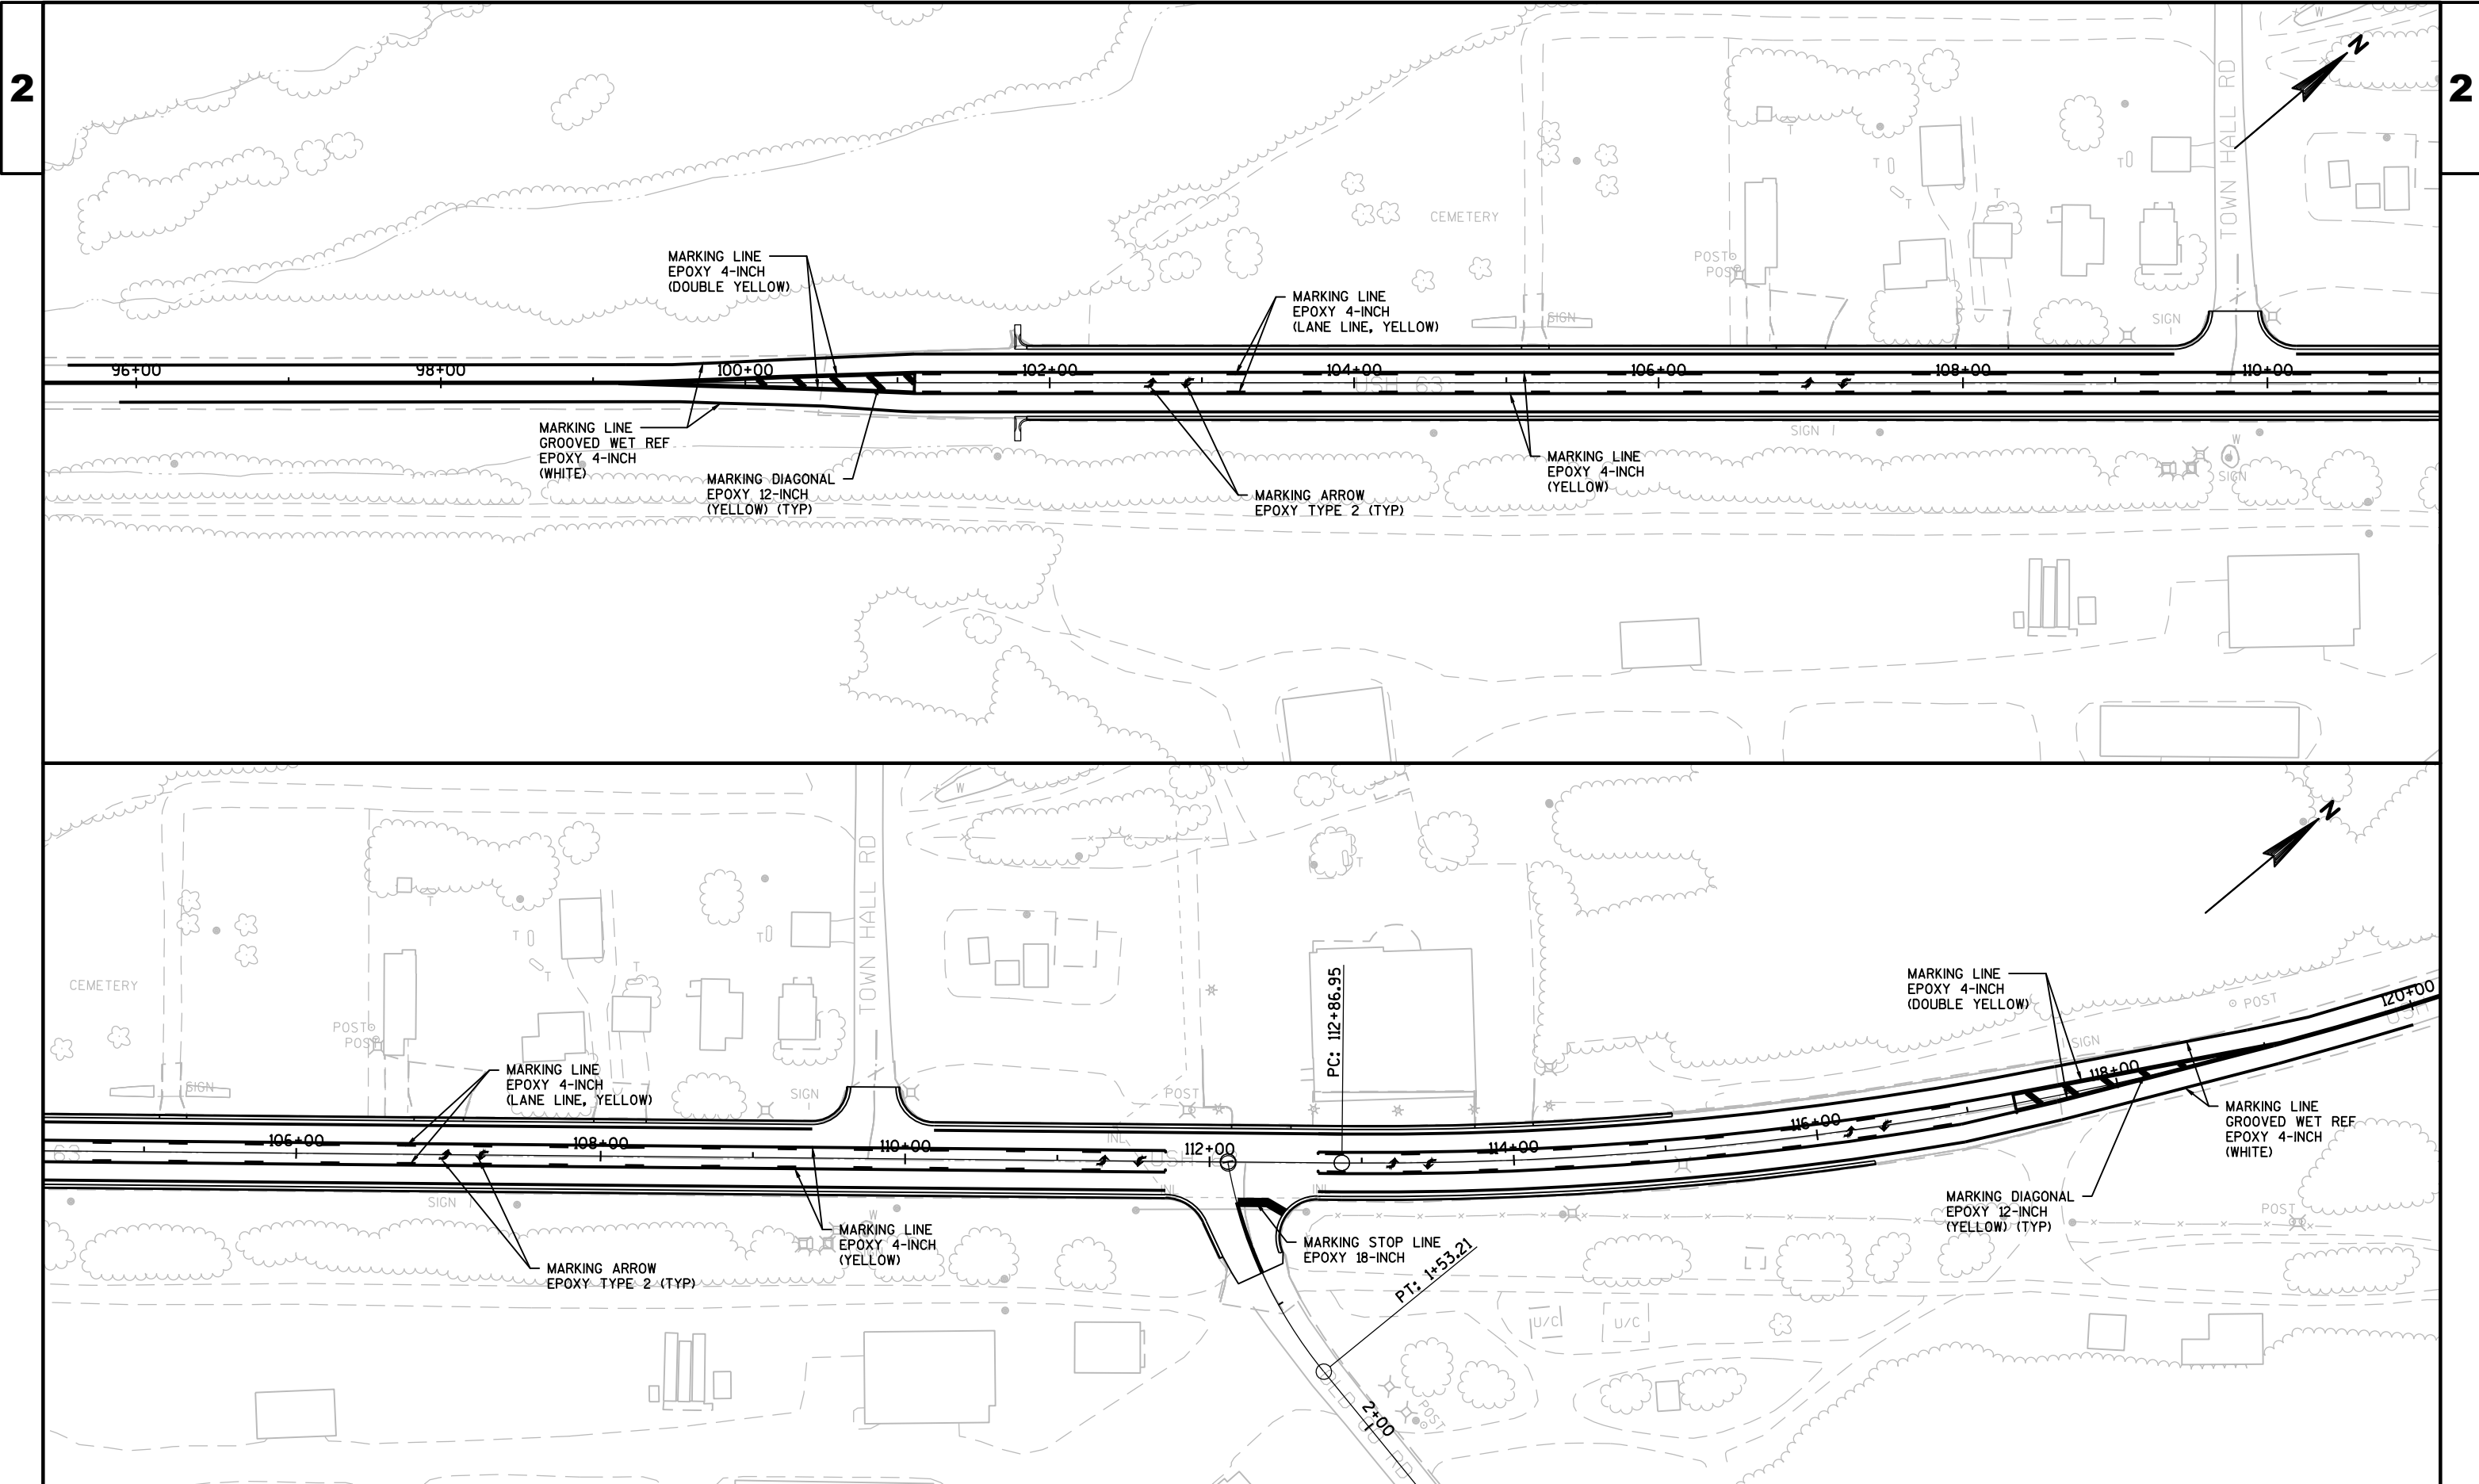 2
2
W
N
TOWN HALL RD
T
T
T
T
T
CEMETERY
POST
POST
SIGN
SIGN
MARKING LINE
EPOXY 4-INCH
(DOUBLE YELLOW)
MARKING LINE
EPOXY 4-INCH
(LANE LINE, YELLOW)
96+00
98+00
100+00
102+00
104+00
106+00
108+00
110+00
USH 63
MARKING LINE
GROOVED WET REF
EPOXY 4-INCH
(WHITE)
MARKING DIAGONAL
EPOXY 12-INCH
(YELLOW) (TYP)
MARKING ARROW
EPOXY TYPE 2 (TYP)
MARKING LINE
EPOXY 4-INCH
(YELLOW)
SIGN
W
SIGN
W
N
TOWN HALL RD
T
T
T
T
T
T
CEMETERY
POST
POST
SIGN
SIGN
POST
PC: 112+86.95
MARKING LINE
EPOXY 4-INCH
(DOUBLE YELLOW)
POST
SIGN
MARKING LINE
EPOXY 4-INCH
(LANE LINE, YELLOW)
INL
63
106+00
108+00
110+00
112+00
114+00
116+00
118+00
120+00
INL
INL
MARKING LINE
GROOVED WET REF
EPOXY 4-INCH
(WHITE)
SIGN
W
MARKING LINE
EPOXY 4-INCH
(YELLOW)
MARKING ARROW
EPOXY TYPE 2 (TYP)
MARKING STOP LINE
EPOXY 18-INCH
MARKING DIAGONAL
EPOXY 12-INCH
(YELLOW) (TYP)
POST
PT: 1+53.21
U/C
U/C
POST
2+00